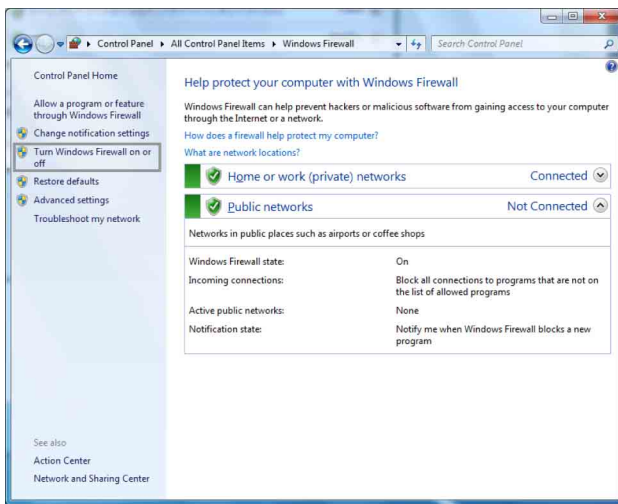 Control Panel ▸ All Control Panel Items ▸ Windows Firewall
Search Control Panel
Control Panel Home
Allow a program or feature
through Windows Firewall
Change notification settings
Turn Windows Firewall on or
off
Restore defaults
Advanced settings
Troubleshoot my network
See also
Action Center
Network and Sharing Center
Help protect your computer with Windows Firewall
Windows Firewall can help prevent hackers or malicious software from gaining access to your computer
through the Internet or a network.
How does a firewall help protect my computer?
What are network locations?
Home or work (private) networks Connected
Public networks Not Connected
Networks in public places such as airports or coffee shops
Windows Firewall state: On
Incoming connections: Block all connections to programs that are not on
the list of allowed programs
Active public networks: None
Notification state: Notify me when Windows Firewall blocks a new
program